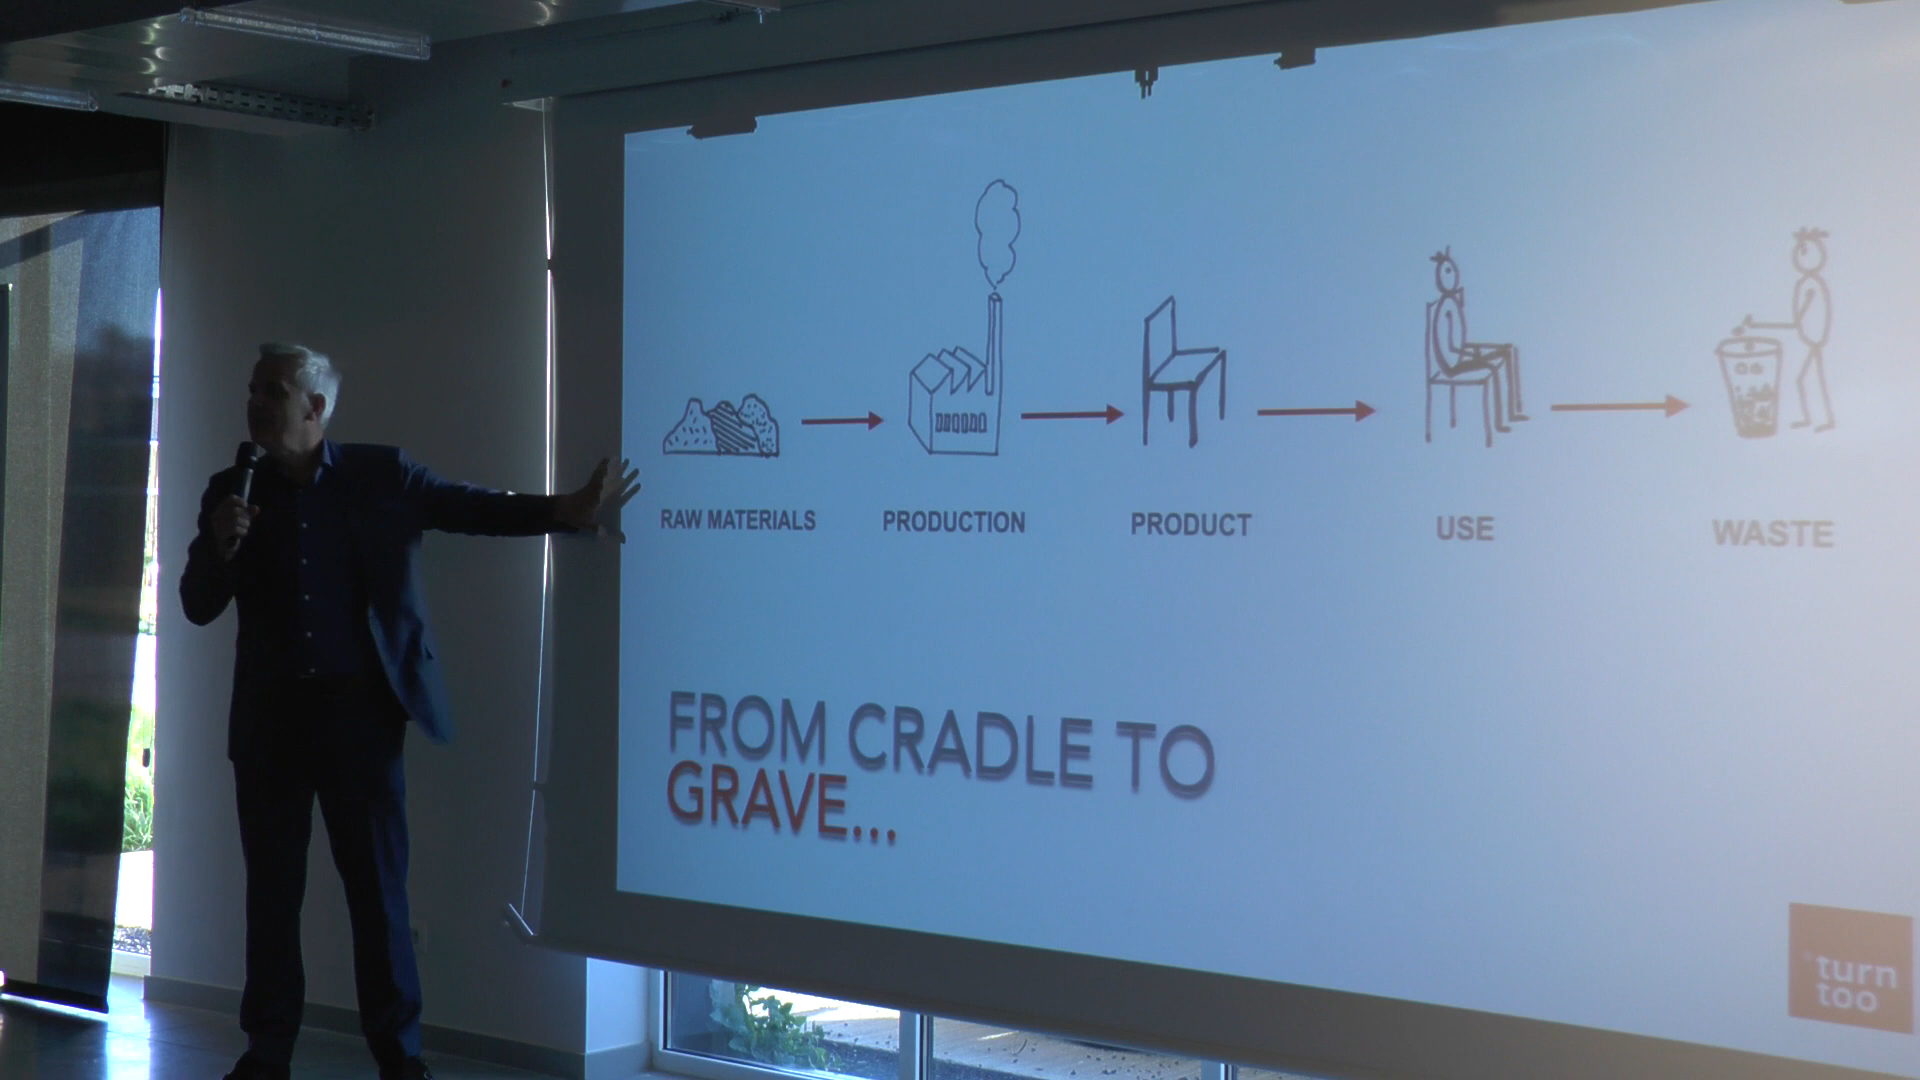 RAW MATERIALS
PRODUCTION
PRODUCT
USE
WASTE
FROM CRADLE TO
GRAVE...
turn
too